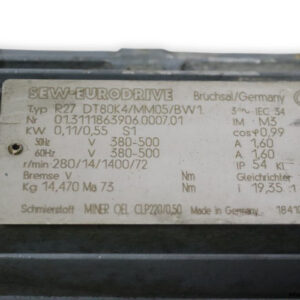 SEW-EURODRIVE Bruchsal/Germany
Typ R27 DT80K4/MM05/BW1 3~ IEC 34
Nr 01.3111863906.0007.01 IM M3
KW 0,11/0,55 S1 cosφ 0,99
50Hz V 380-500 A 1,60
60Hz V 380-500 A 1,60
r/min 280/14/1400/72 IP 54 Kl
Bremse V Nm Gleichrichter
Kg 14,470 Ma 73 Nm i 19,35 :1
Schmierstoff MINER OEL CLP220/0,50 Made in Germany 18410